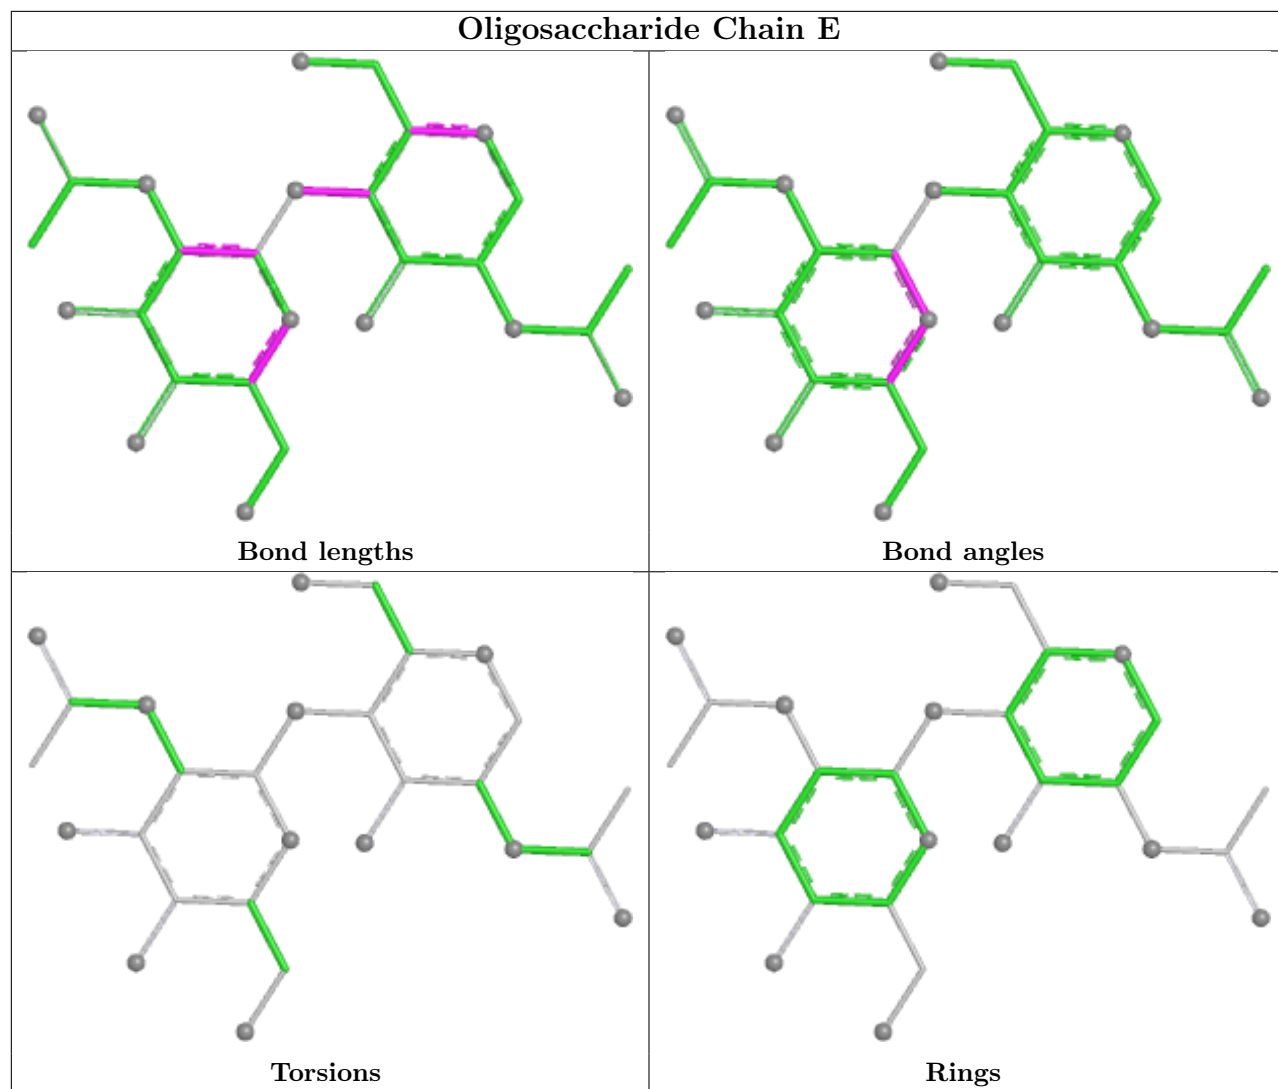 Oligosaccharide Chain E
Bond lengths
Bond angles
Torsions
Rings